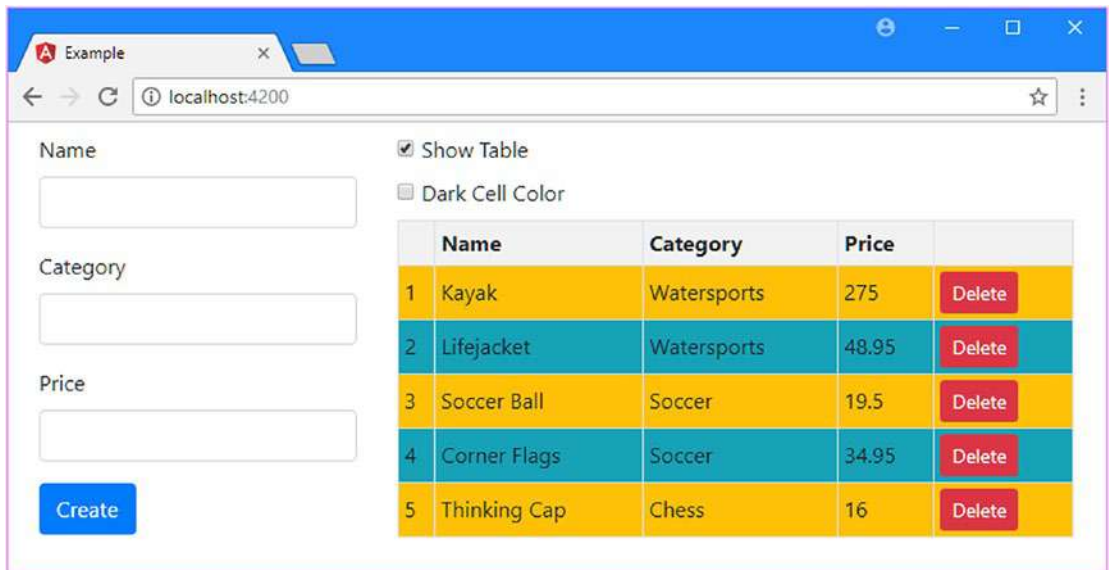 Example
localhost:4200
Name
Category
Price
Create
Show Table
Dark Cell Color
Name Category Price
1 Kayak Watersports 275 Delete
2 Lifejacket Watersports 48.95 Delete
3 Soccer Ball Soccer 19.5 Delete
4 Corner Flags Soccer 34.95 Delete
5 Thinking Cap Chess 16 Delete